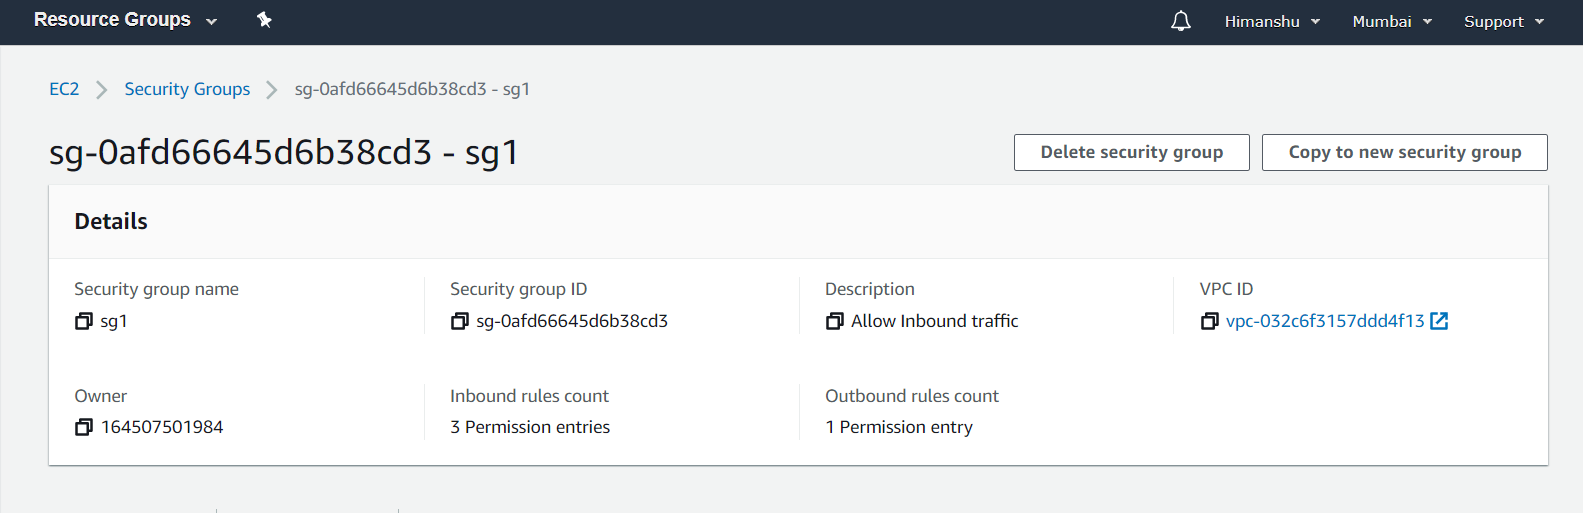 Resource Groups
Himanshu Mumbai Support
EC2 Security Groups sg-0afd66645d6b38cd3 - sg1
sg-0afd66645d6b38cd3 - sg1
Delete security group Copy to new security group
Details
Security group name Security group ID Description VPC ID
sg1 sg-0afd66645d6b38cd3 Allow Inbound traffic vpc-032c6f3157ddd4f13
Owner Inbound rules count Outbound rules count
164507501984 3 Permission entries 1 Permission entry